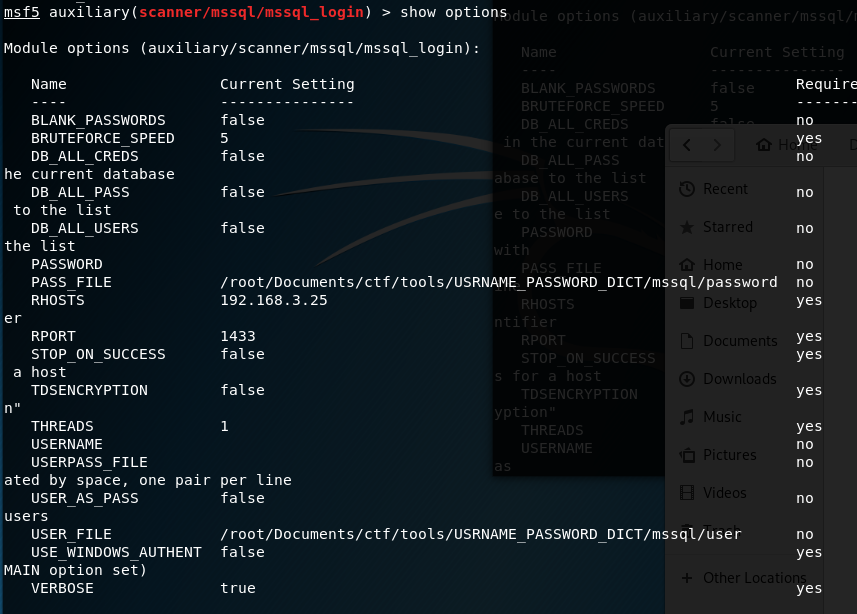 msf5 auxiliary(scanner/mssql/mssql_login) > show options
Module options (auxiliary/scanner/mssql/mssql_login):
Name Current Setting Require
---- --------------- -------
BLANK_PASSWORDS false no
BRUTEFORCE_SPEED 5 yes
DB_ALL_CREDS false no
he current database
DB_ALL_PASS false no
to the list
DB_ALL_USERS false no
the list
PASSWORD no
PASS_FILE /root/Documents/ctf/tools/USRNAME_PASSWORD_DICT/mssql/password no
RHOSTS 192.168.3.25 yes
er
RPORT 1433 yes
STOP_ON_SUCCESS false yes
a host
TDSENCRYPTION false yes
n"
THREADS 1 yes
USERNAME no
USERPASS_FILE no
ated by space, one pair per line
USER_AS_PASS false no
users
USER_FILE /root/Documents/ctf/tools/USRNAME_PASSWORD_DICT/mssql/user no
USE_WINDOWS_AUTHENT false yes
MAIN option set)
VERBOSE true yes
odule options (auxiliary/scanner/mssql/m
Name Current Setting
---- ---------------
BLANK_PASSWORDS false
BRUTEFORCE_SPEED 5
DB_ALL_CREDS false
in the current dat
DB_ALL_PASS
abase to the list
DB_ALL_USERS
e to the list
PASSWORD
with
PASS_FILE
RHOSTS
ntifier
RPORT
STOP_ON_SUCCESS
s for a host
TDSENCRYPTION
yption"
THREADS
USERNAME
as
Home
Recent
Starred
Home
Desktop
Documents
Downloads
Music
Pictures
Videos
Trash
Other Locations